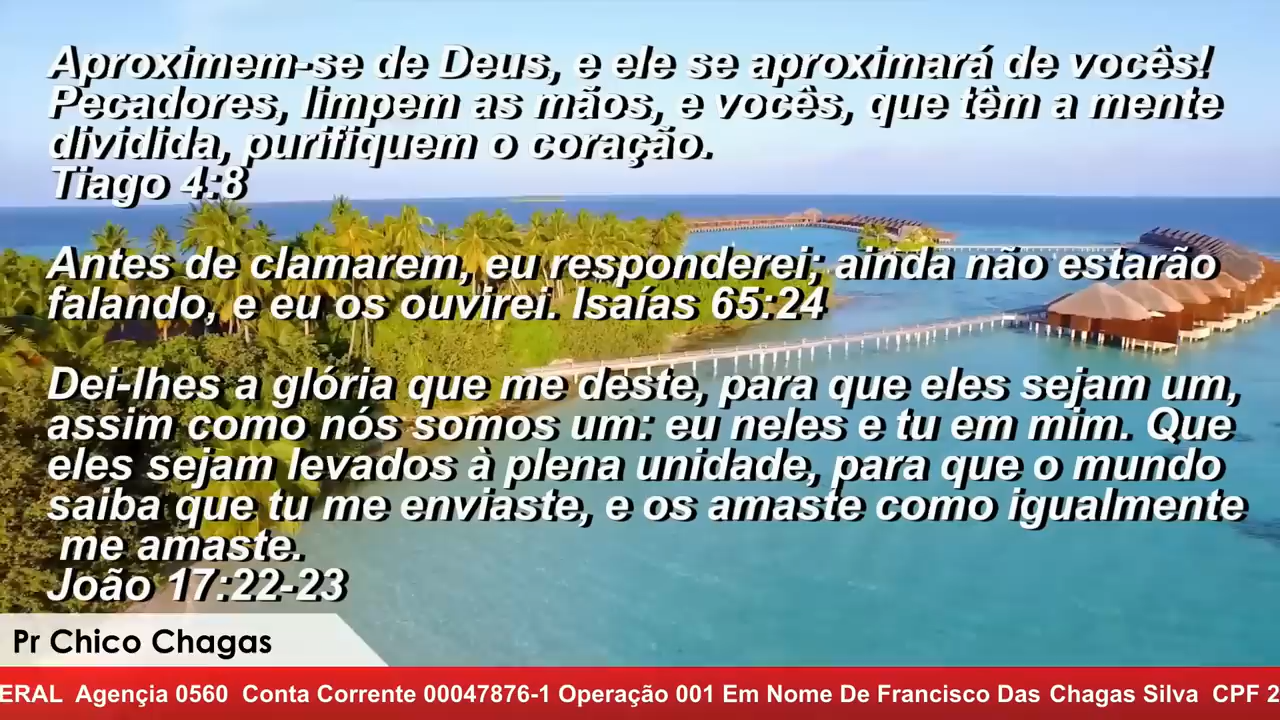 Aproximem-se de Deus, e ele se aproximará de vocês!
Pecadores, limpem as mãos, e vocês, que têm a mente
dividida, purifiquem o coração.
Tiago 4:8
Antes de clamarem, eu responderei; ainda não estarão
falando, e eu os ouvirei. Isaías 65:24
Dei-lhes a glória que me deste, para que eles sejam um,
assim como nós somos um: eu neles e tu em mim. Que
eles sejam levados à plena unidade, para que o mundo
saiba que tu me enviaste, e os amaste como igualmente
me amaste.
João 17:22-23
Pr Chico Chagas
ERAL Agençia 0560 Conta Corrente 00047876-1 Operação 001 Em Nome De Francisco Das Chagas Silva CPF 2